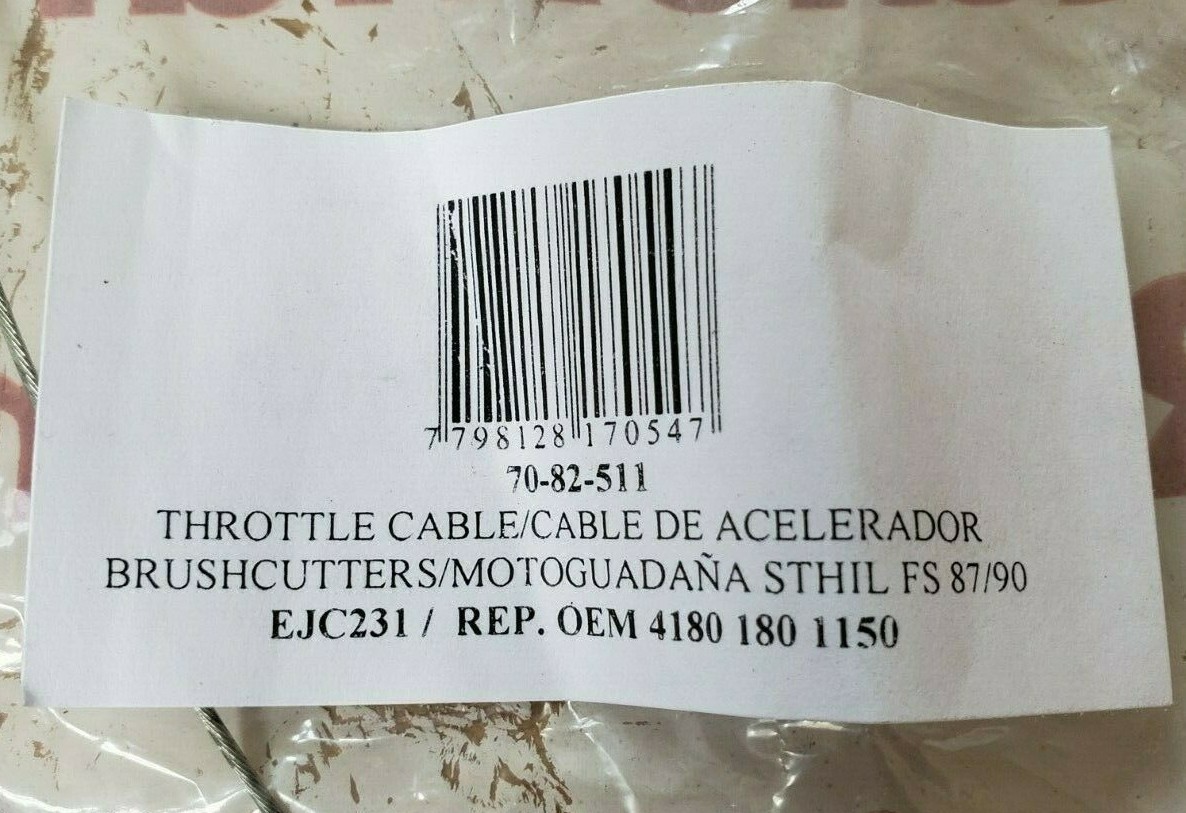 7 798128 170547
70-82-511
THROTTLE CABLE/CABLE DE ACELERADOR
BRUSHCUTTERS/MOTOGUADAÑA STHIL FS 87/90
EJC231 / REP. OEM 4180 180 1150